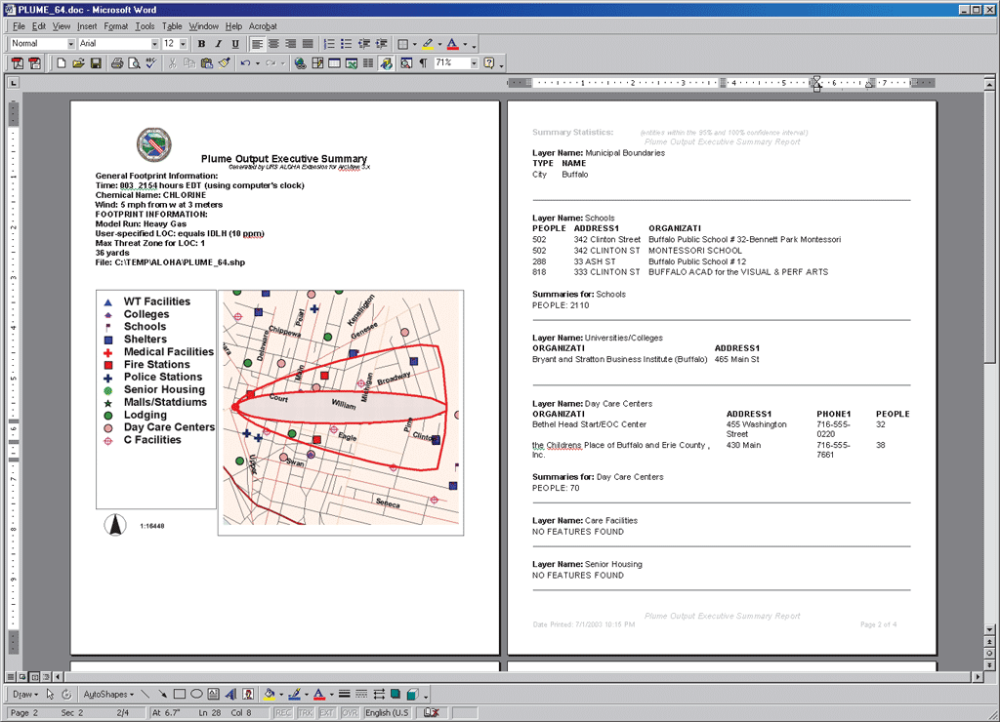 PLUME_64.doc - Microsoft Word
File Edit View Insert Format Tools Table Window Help Acrobat
Normal Arial 12 B I U
71%
1 2 3 4 5 6 7
Plume Output Executive Summary
Generated by URS ALOHA Extension for ArcView 3.x
General Footprint Information:
Time: 003_2154 hours EDT (using computer's clock)
Chemical Name: CHLORINE
Wind: 5 mph from w at 3 meters
FOOTPRINT INFORMATION:
Model Run: Heavy Gas
User-specified LOC: equals IDLH (10 ppm)
Max Threat Zone for LOC: 1
36 yards
File: C:\TEMP\ALOHA\PLUME_64.shp
WT Facilities
Colleges
Schools
Shelters
Medical Facilities
Fire Stations
Police Stations
Senior Housing
Malls/Statdiums
Lodging
Day Care Centers
C Facilities
Kensington
Pearl
Genesee
Chippewa
Delaware
Main
Michigan
Broadway
Court
William
Pine
Clinton
Eagle
Swan
Upper
Seneca
1:16448
Summary Statistics: (entities within the 95% and 100% confidence interval)
Plume Output Executive Summary Report
Layer Name: Municipal Boundaries
TYPE NAME
City Buffalo
Layer Name: Schools
PEOPLE ADDRESS1 ORGANIZATI
502 342 Clinton Street Buffalo Public School # 32-Bennett Park Montessori
502 342 CLINTON ST MONTESSORI SCHOOL
288 33 ASH ST Buffalo Public School # 12
818 333 CLINTON ST BUFFALO ACAD for the VISUAL & PERF ARTS
Summaries for: Schools
PEOPLE: 2110
Layer Name: Universities/Colleges
ORGANIZATI ADDRESS1
Bryant and Stratton Business Institute (Buffalo) 465 Main St
Layer Name: Day Care Centers
ORGANIZATI ADDRESS1 PHONE1 PEOPLE
Bethel Head Start/EOC Center 455 Washington 716-555- 32
Street 0220
the Childrens Place of Buffalo and Erie County , 430 Main 716-555- 38
Inc. 7661
Summaries for: Day Care Centers
PEOPLE: 70
Layer Name: Care Facilities
NO FEATURES FOUND
Layer Name: Senior Housing
NO FEATURES FOUND
Plume Output Executive Summary Report
Date Printed: 7/1/2003 10:15 PM Page 2 of 4
Draw AutoShapes
Page 2 Sec 2 2/4 At 6.7" Ln 28 Col 8 REC TRK EXT OVR English (U.S